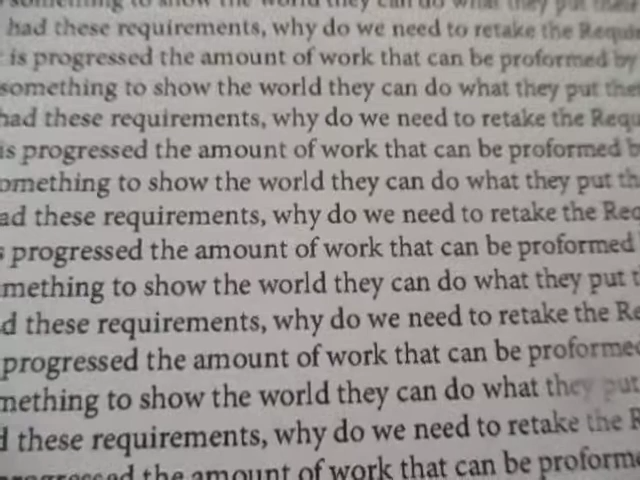 something to show the world they can do what they put their
had these requirements, why do we need to retake the Requi
is progressed the amount of work that can be proformed by
something to show the world they can do what they put thei
had these requirements, why do we need to retake the Requ
is progressed the amount of work that can be proformed b
omething to show the world they can do what they put th
ad these requirements, why do we need to retake the Req
s progressed the amount of work that can be proformed
mething to show the world they can do what they put t
d these requirements, why do we need to retake the Re
progressed the amount of work that can be proformed
mething to show the world they can do what they put
d these requirements, why do we need to retake the R
progressed the amount of work that can be proforme